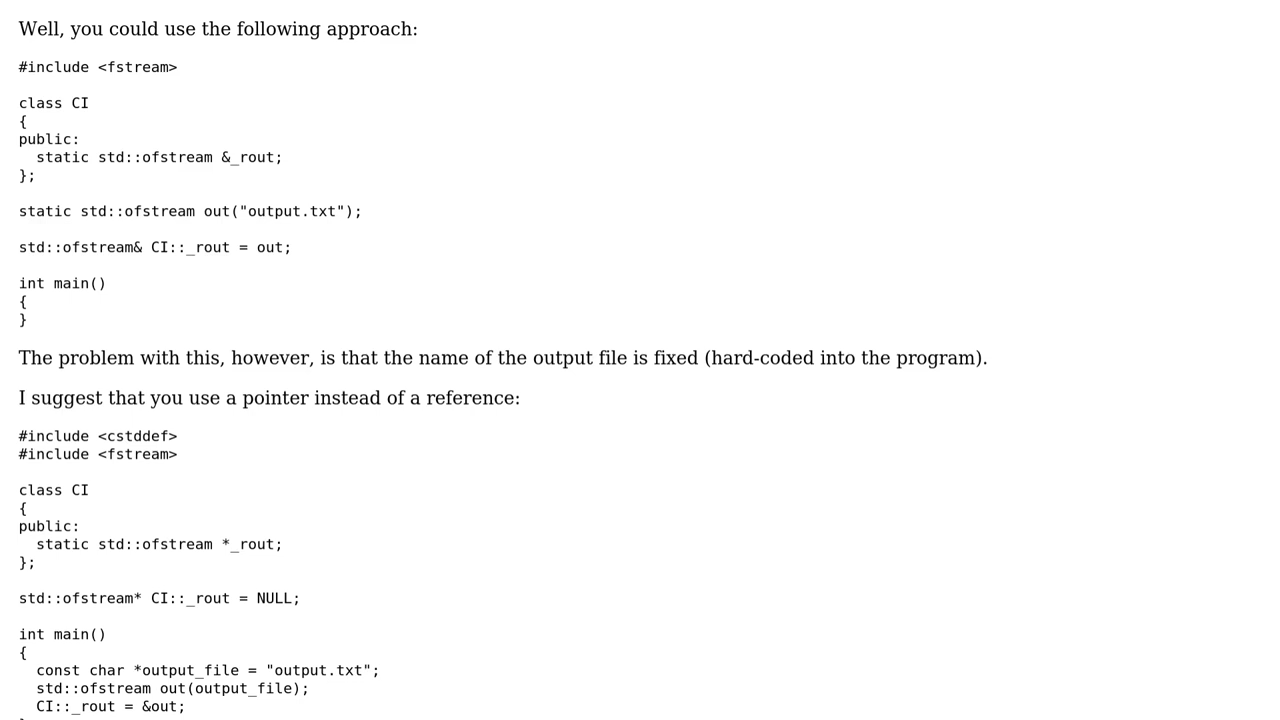 Well, you could use the following approach:
#include <fstream>
class CI
{
public:
  static std::ofstream &_rout;
};
static std::ofstream out("output.txt");
std::ofstream& CI::_rout = out;
int main()
{
}
The problem with this, however, is that the name of the output file is fixed (hard-coded into the program).
I suggest that you use a pointer instead of a reference:
#include <cstddef>
#include <fstream>
class CI
{
public:
  static std::ofstream *_rout;
};
std::ofstream* CI::_rout = NULL;
int main()
{
  const char *output_file = "output.txt";
  std::ofstream out(output_file);
  CI::_rout = &out;